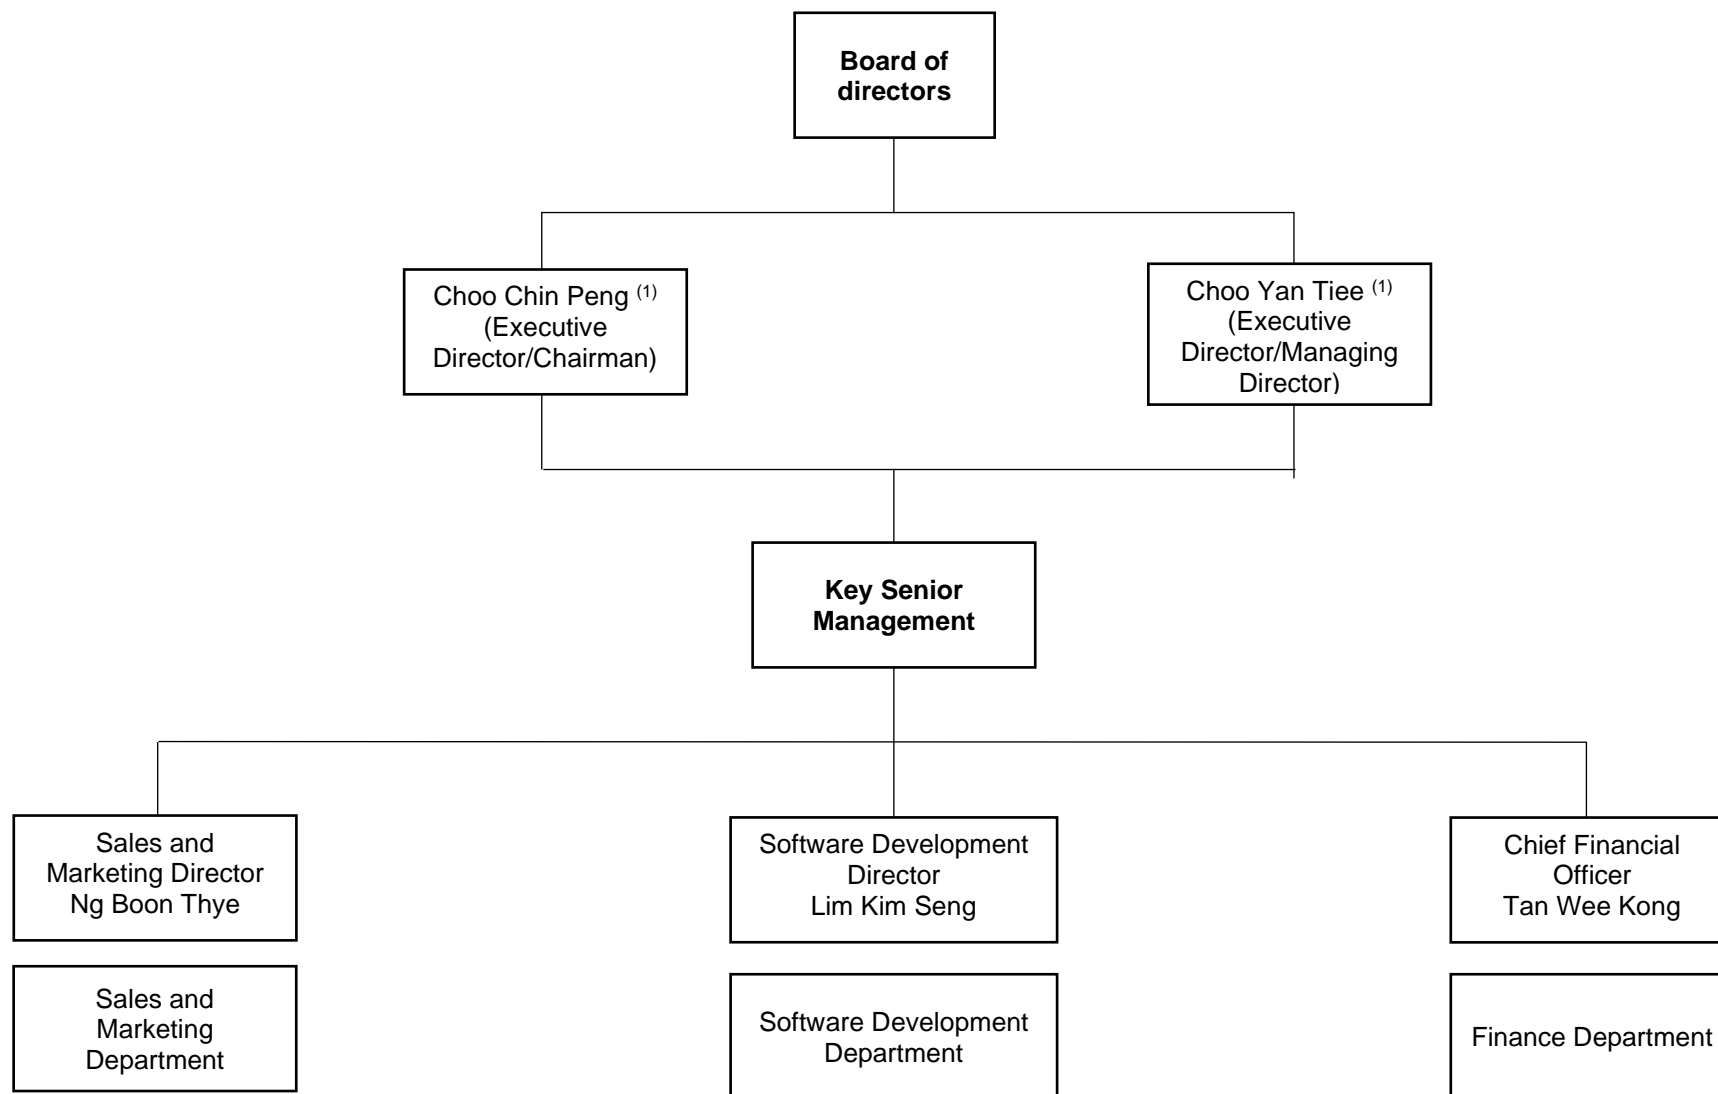 Board of
directors
Choo Chin Peng (1)
(Executive
Director/Chairman)
Choo Yan Tiee (1)
(Executive
Director/Managing
Director)
Key Senior
Management
Sales and
Marketing Director
Ng Boon Thye
Software Development
Director
Lim Kim Seng
Chief Financial
Officer
Tan Wee Kong
Sales and
Marketing
Department
Software Development
Department
Finance Department